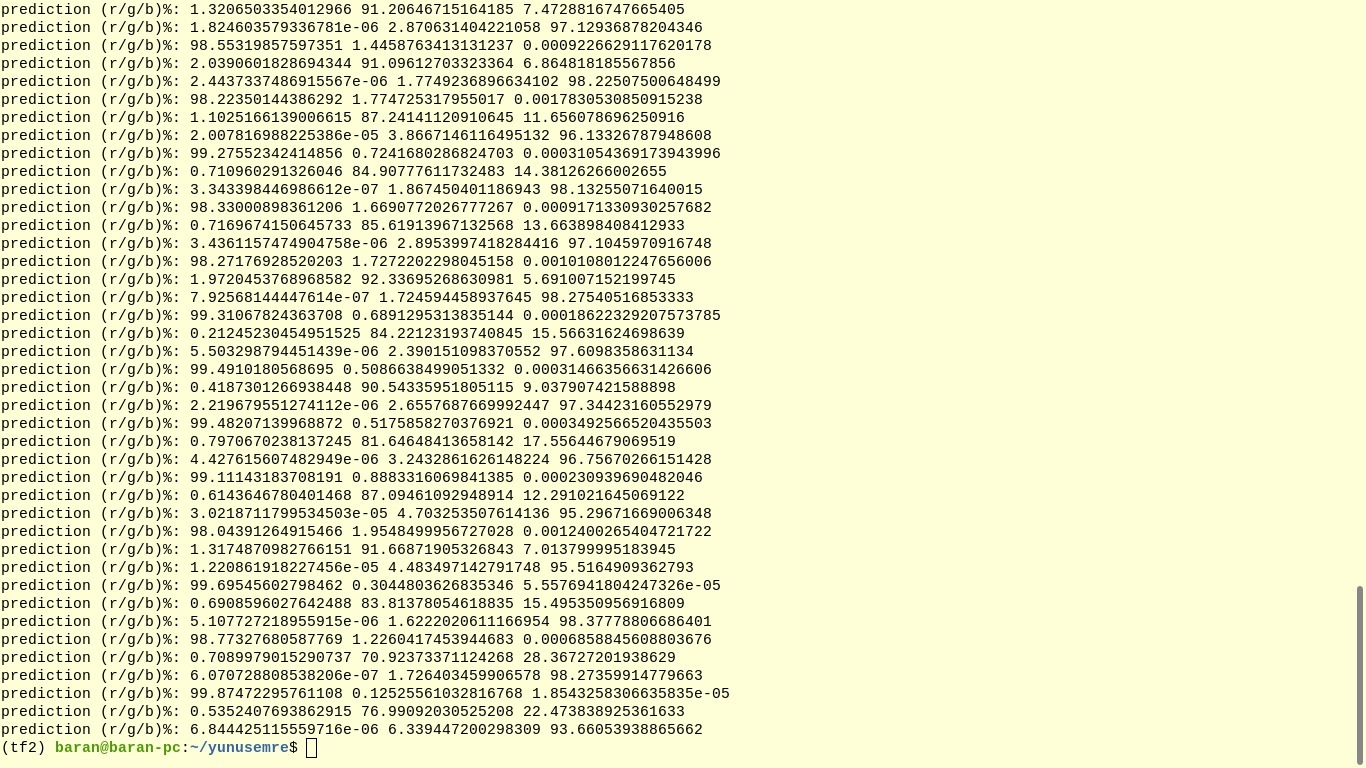 prediction (r/g/b)%: 1.3206503354012966 91.20646715164185 7.4728816747665405
prediction (r/g/b)%: 1.824603579336781e-06 2.870631404221058 97.12936878204346
prediction (r/g/b)%: 98.55319857597351 1.4458763413131237 0.0009226629117620178
prediction (r/g/b)%: 2.0390601828694344 91.09612703323364 6.864818185567856
prediction (r/g/b)%: 2.4437337486915567e-06 1.7749236896634102 98.22507500648499
prediction (r/g/b)%: 98.22350144386292 1.774725317955017 0.0017830530850915238
prediction (r/g/b)%: 1.1025166139006615 87.24141120910645 11.656078696250916
prediction (r/g/b)%: 2.007816988225386e-05 3.8667146116495132 96.13326787948608
prediction (r/g/b)%: 99.27552342414856 0.7241680286824703 0.00031054369173943996
prediction (r/g/b)%: 0.710960291326046 84.90777611732483 14.38126266002655
prediction (r/g/b)%: 3.343398446986612e-07 1.867450401186943 98.13255071640015
prediction (r/g/b)%: 98.33000898361206 1.6690772026777267 0.0009171330930257682
prediction (r/g/b)%: 0.7169674150645733 85.61913967132568 13.663898408412933
prediction (r/g/b)%: 3.4361157474904758e-06 2.8953997418284416 97.1045970916748
prediction (r/g/b)%: 98.27176928520203 1.7272202298045158 0.0010108012247656006
prediction (r/g/b)%: 1.9720453768968582 92.33695268630981 5.691007152199745
prediction (r/g/b)%: 7.92568144447614e-07 1.724594458937645 98.27540516853333
prediction (r/g/b)%: 99.31067824363708 0.6891295313835144 0.00018622329207573785
prediction (r/g/b)%: 0.21245230454951525 84.22123193740845 15.56631624698639
prediction (r/g/b)%: 5.503298794451439e-06 2.390151098370552 97.6098358631134
prediction (r/g/b)%: 99.4910180568695 0.5086638499051332 0.00031466356631426606
prediction (r/g/b)%: 0.4187301266938448 90.54335951805115 9.037907421588898
prediction (r/g/b)%: 2.219679551274112e-06 2.6557687669992447 97.34423160552979
prediction (r/g/b)%: 99.48207139968872 0.5175858270376921 0.0003492566520435503
prediction (r/g/b)%: 0.7970670238137245 81.64648413658142 17.55644679069519
prediction (r/g/b)%: 4.427615607482949e-06 3.2432861626148224 96.75670266151428
prediction (r/g/b)%: 99.11143183708191 0.8883316069841385 0.000230939690482046
prediction (r/g/b)%: 0.6143646780401468 87.09461092948914 12.291021645069122
prediction (r/g/b)%: 3.0218711799534503e-05 4.703253507614136 95.29671669006348
prediction (r/g/b)%: 98.04391264915466 1.9548499956727028 0.0012400265404721722
prediction (r/g/b)%: 1.3174870982766151 91.66871905326843 7.013799995183945
prediction (r/g/b)%: 1.220861918227456e-05 4.483497142791748 95.5164909362793
prediction (r/g/b)%: 99.69545602798462 0.3044803626835346 5.5576941804247326e-05
prediction (r/g/b)%: 0.6908596027642488 83.81378054618835 15.495350956916809
prediction (r/g/b)%: 5.107727218955915e-06 1.6222020611166954 98.37778806686401
prediction (r/g/b)%: 98.77327680587769 1.2260417453944683 0.0006858845608803676
prediction (r/g/b)%: 0.7089979015290737 70.92373371124268 28.36727201938629
prediction (r/g/b)%: 6.070728808538206e-07 1.726403459906578 98.27359914779663
prediction (r/g/b)%: 99.87472295761108 0.12525561032816768 1.8543258306635835e-05
prediction (r/g/b)%: 0.5352407693862915 76.99092030525208 22.473838925361633
prediction (r/g/b)%: 6.844425115559716e-06 6.339447200298309 93.66053938865662
(tf2) baran@baran-pc:~/yunusemre$